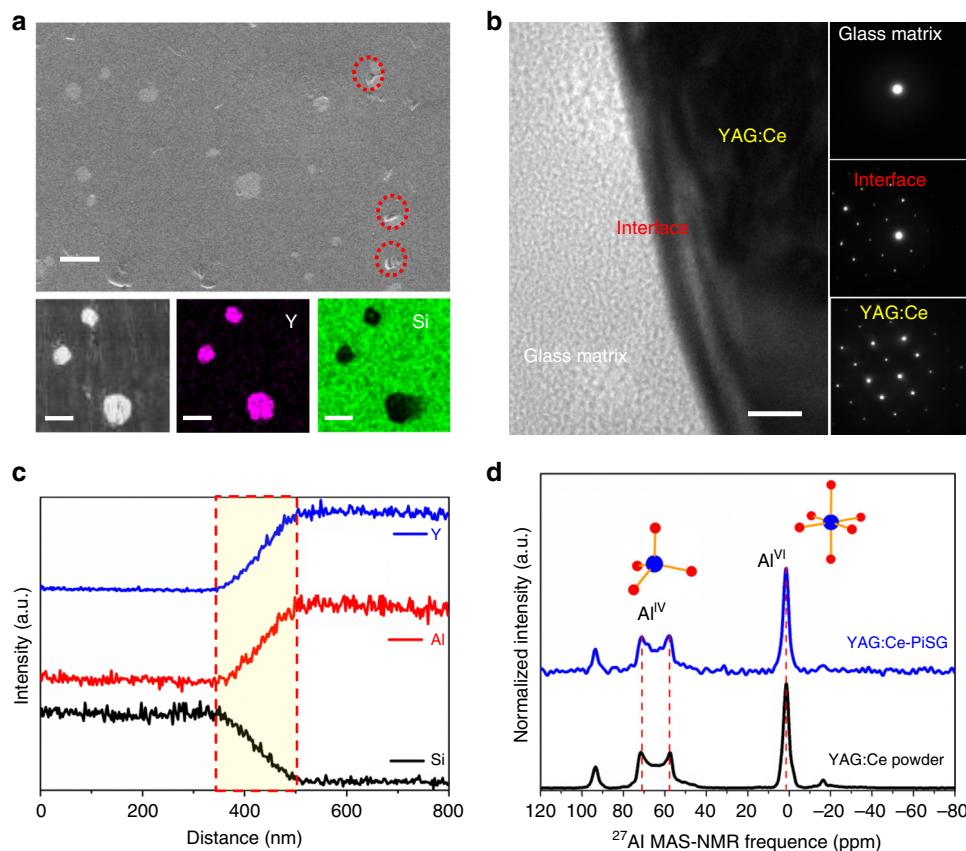 a
Y
Si
b
Glass matrix
YAG:Ce
Interface
Glass matrix
Interface
YAG:Ce
c
Intensity (a.u.)
Y
Al
Si
0
200
400
600
800
Distance (nm)
d
Normalized intensity (a.u.)
Al^IV
Al^VI
YAG:Ce-PiSG
YAG:Ce powder
120 100 80 60 40 20 0 –20 –40 –60 –80
²⁷Al MAS-NMR frequence (ppm)